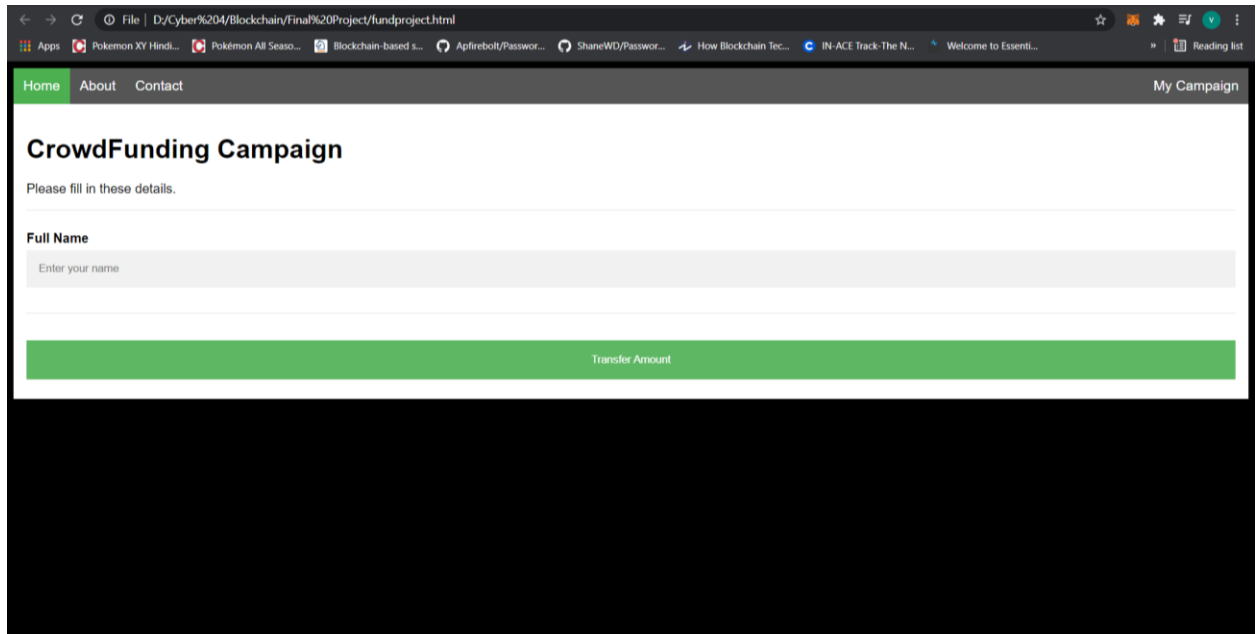 File | D:/Cyber%204/Blockchain/Final%20Project/fundproject.html
V
Apps Pokemon XY Hindi... Pokémon All Seaso... Blockchain-based s... Apfirebolt/Passwor... ShaneWD/Passwor... How Blockchain Tec... IN-ACE Track-The N... Welcome to Essenti... » Reading list
Home About Contact My Campaign
CrowdFunding Campaign
Please fill in these details.
Full Name
Enter your name
Transfer Amount